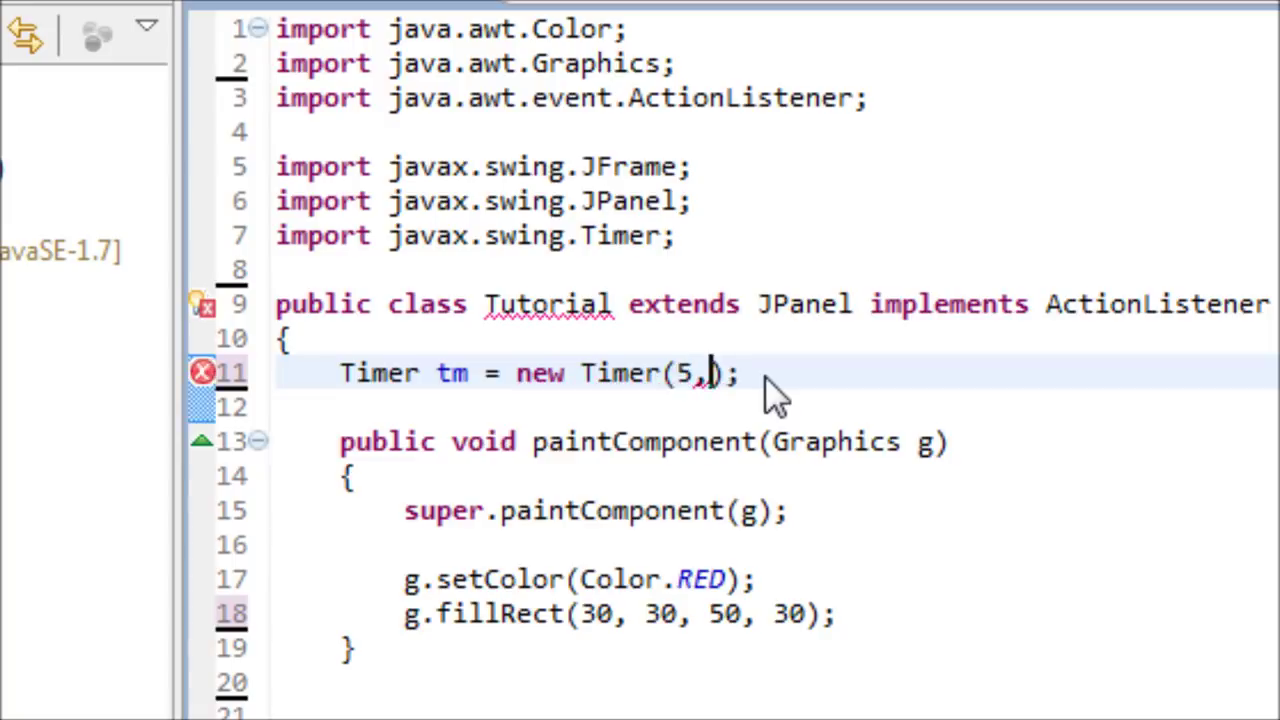 1 import java.awt.Color;
2 import java.awt.Graphics;
3 import java.awt.event.ActionListener;
4
5 import javax.swing.JFrame;
6 import javax.swing.JPanel;
7 import javax.swing.Timer;
avaSE-1.7]
8
9 public class Tutorial extends JPanel implements ActionListener
10 {
11 Timer tm = new Timer(5,);
12
13 public void paintComponent(Graphics g)
14 {
15 super.paintComponent(g);
16
17 g.setColor(Color.RED);
18 g.fillRect(30, 30, 50, 30);
19 }
20
21